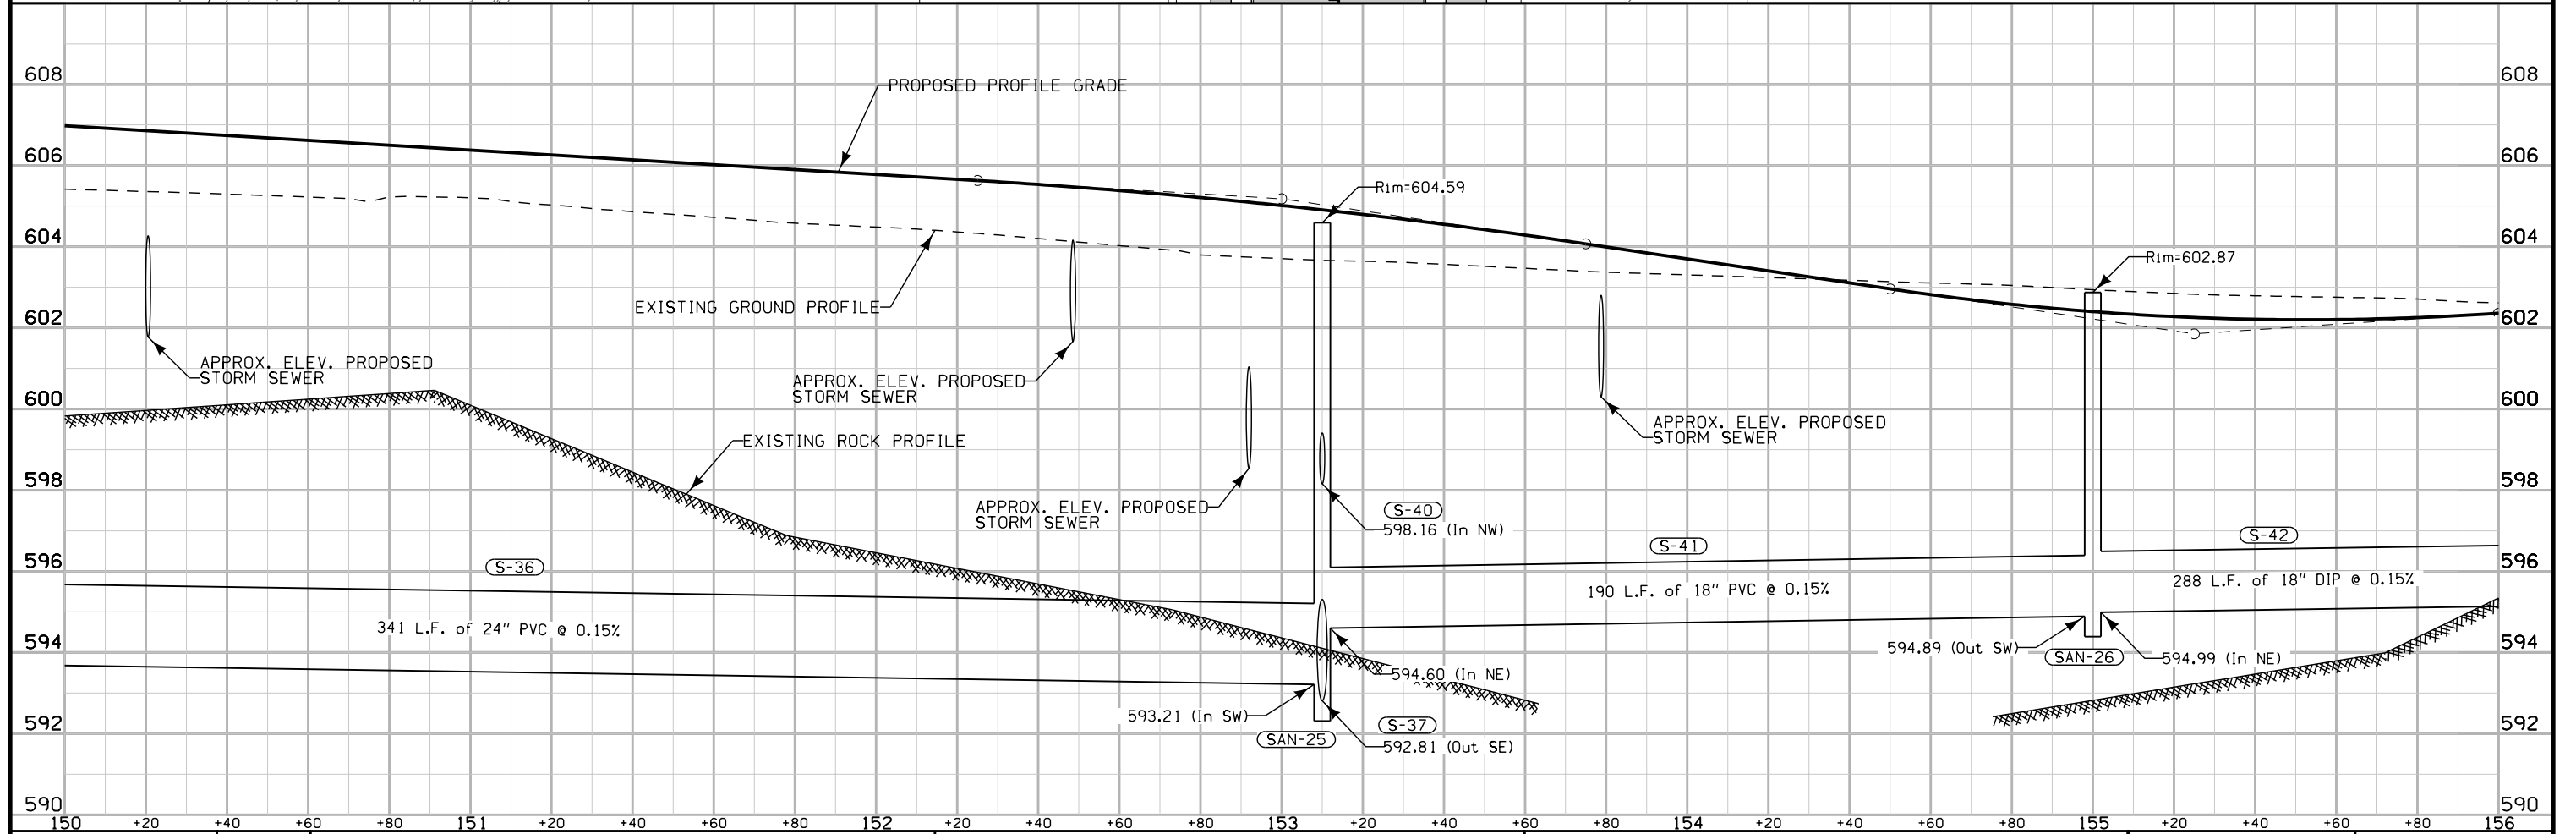 608
608
PROPOSED PROFILE GRADE
606
606
Rim=604.59
604
604
Rim=602.87
EXISTING GROUND PROFILE
602
602
APPROX. ELEV. PROPOSED
STORM SEWER
APPROX. ELEV. PROPOSED
STORM SEWER
600
600
APPROX. ELEV. PROPOSED
STORM SEWER
EXISTING ROCK PROFILE
598
598
APPROX. ELEV. PROPOSED
STORM SEWER
S-40
598.16 (In NW)
S-41
S-42
596
596
S-36
190 L.F. of 18" PVC @ 0.15%
288 L.F. of 18" DIP @ 0.15%
341 L.F. of 24" PVC @ 0.15%
594
594
594.89 (Out SW)
SAN-26
594.99 (In NE)
594.60 (In NE)
593.21 (In SW)
S-37
592
592
SAN-25
592.81 (Out SE)
590
590
150 +20 +40 +60 +80 151 +20 +40 +60 +80 152 +20 +40 +60 +80 153 +20 +40 +60 +80 154 +20 +40 +60 +80 155 +20 +40 +60 +80 156